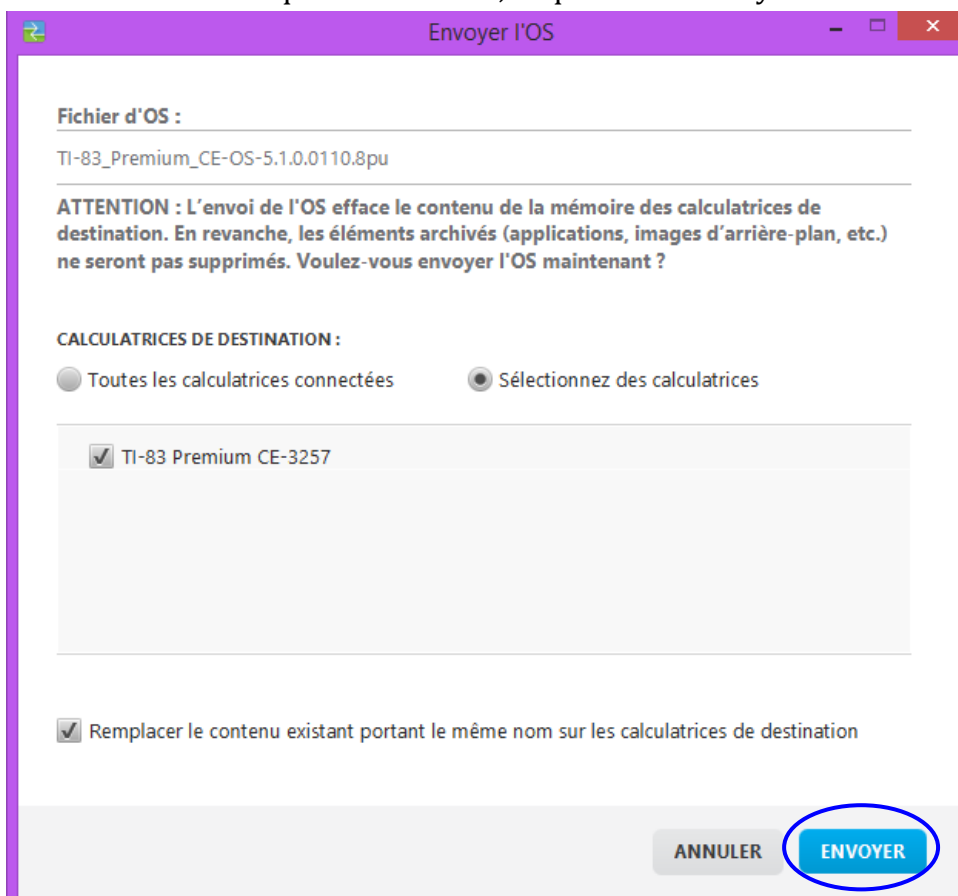 Envoyer l'OS
Fichier d'OS :
TI-83_Premium_CE-OS-5.1.0.0110.8pu
ATTENTION : L’envoi de l'OS efface le contenu de la mémoire des calculatrices de
destination. En revanche, les éléments archivés (applications, images d’arrière-plan, etc.)
ne seront pas supprimés. Voulez-vous envoyer l'OS maintenant ?
CALCULATRICES DE DESTINATION :
Toutes les calculatrices connectées Sélectionnez des calculatrices
TI-83 Premium CE-3257
Remplacer le contenu existant portant le même nom sur les calculatrices de destination
ANNULER ENVOYER